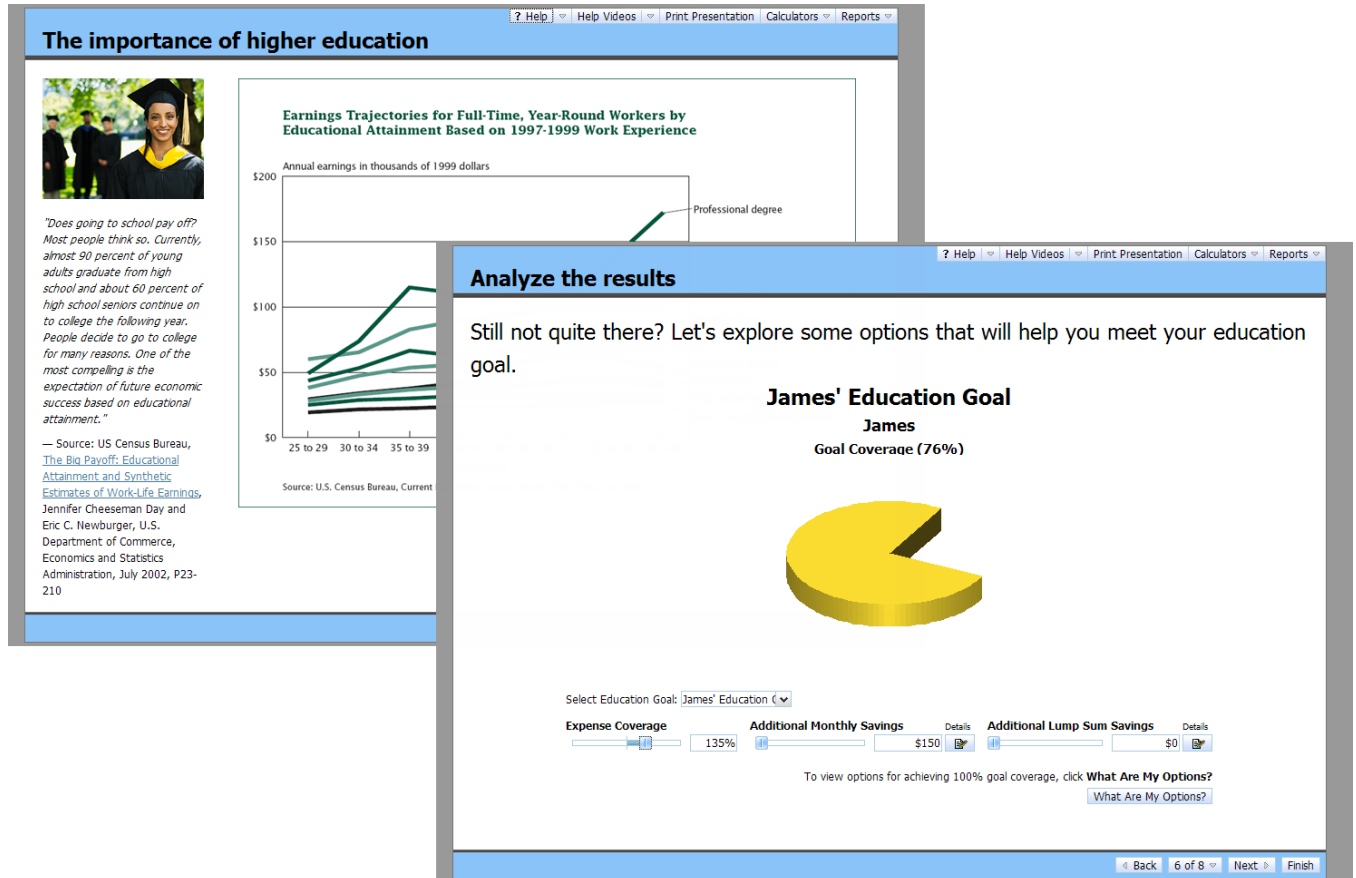 ? Help
Help Videos
Print Presentation
Calculators
Reports
The importance of higher education
"Does going to school pay off?
Most people think so. Currently,
almost 90 percent of young
adults graduate from high
school and about 60 percent of
high school seniors continue on
to college the following year.
People decide to go to college
for many reasons. One of the
most compelling is the
expectation of future economic
success based on educational
attainment."
— Source: US Census Bureau,
The Big Payoff: Educational
Attainment and Synthetic
Estimates of Work-Life Earnings,
Jennifer Cheeseman Day and
Eric C. Newburger, U.S.
Department of Commerce,
Economics and Statistics
Administration, July 2002, P23-
210
Earnings Trajectories for Full-Time, Year-Round Workers by
Educational Attainment Based on 1997-1999 Work Experience
Annual earnings in thousands of 1999 dollars
$200
$150
$100
$50
$0
Professional degree
25 to 29 30 to 34 35 to 39
Source: U.S. Census Bureau, Current
? Help
Help Videos
Print Presentation
Calculators
Reports
Analyze the results
Still not quite there? Let's explore some options that will help you meet your education
goal.
James' Education Goal
James
Goal Coverage (76%)
Select Education Goal: James' Education
Expense Coverage
135%
Additional Monthly Savings
Details
$150
Additional Lump Sum Savings
Details
$0
To view options for achieving 100% goal coverage, click What Are My Options?
What Are My Options?
Back
6 of 8
Next
Finish